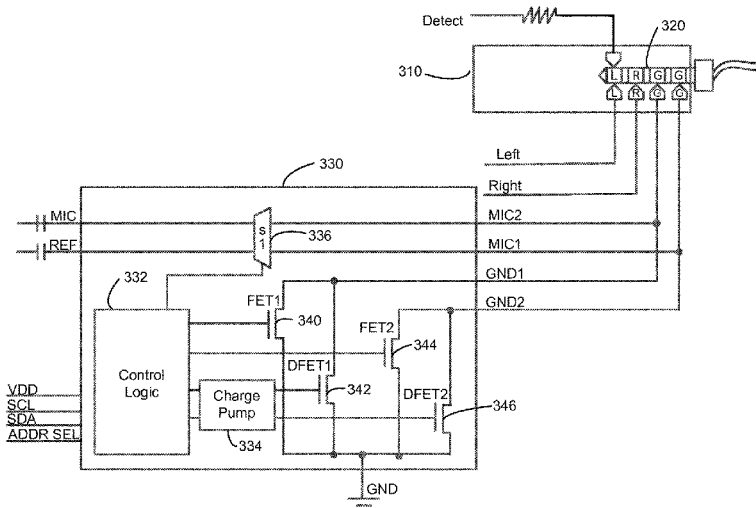 Detect
320
310
L R G G
L R G G
Left
330
Right
MIC
MIC2
S
1
336
REF
MIC1
332
GND1
FET1
GND2
340
FET2
344
DFET1
Control
Logic
342
Charge
Pump
DFET2
346
334
VDD
SCL
SDA
ADDR SEL
GND